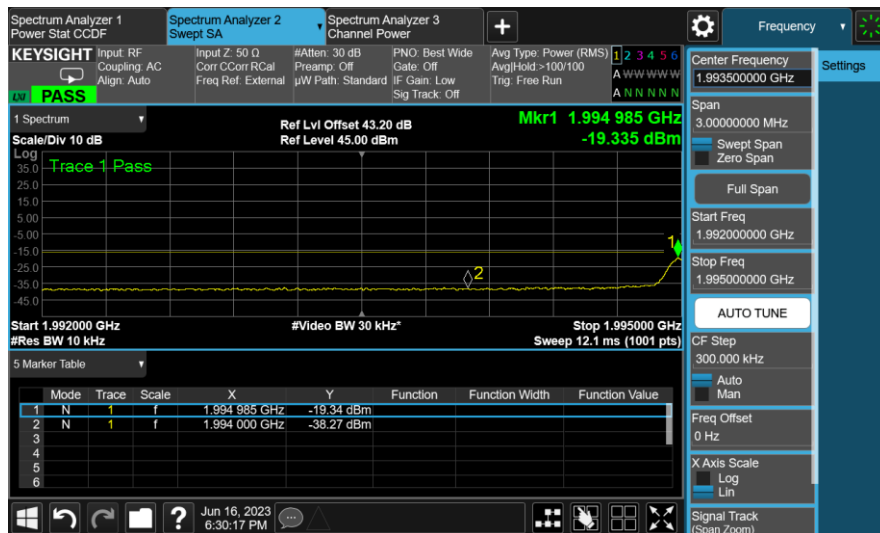 Spectrum Analyzer 1
Power Stat CCDF
Spectrum Analyzer 2
Swept SA
Spectrum Analyzer 3
Channel Power
Frequency
KEYSIGHT
LXI
PASS
Input: RF
Coupling: AC
Align: Auto
Input Z: 50 Ω
Corr CCorr RCal
Freq Ref: External
#Atten: 30 dB
Preamp: Off
µW Path: Standard
PNO: Best Wide
Gate: Off
IF Gain: Low
Sig Track: Off
Avg Type: Power (RMS)
Avg|Hold:>100/100
Trig: Free Run
1 2 3 4 5 6
A W W W W W
A N N N N N
1 Spectrum
Scale/Div 10 dB
Ref Lvl Offset 43.20 dB
Ref Level 45.00 dBm
Mkr1 1.994 985 GHz
-19.335 dBm
Log
Trace 1 Pass
35.0
25.0
15.0
5.00
-5.00
-15.0
-25.0
-35.0
-45.0
1
2
Start 1.992000 GHz
#Res BW 10 kHz
#Video BW 30 kHz*
Stop 1.995000 GHz
Sweep 12.1 ms (1001 pts)
5 Marker Table
Mode Trace Scale X Y Function Function Width Function Value
1 N 1 f 1.994 985 GHz -19.34 dBm
2 N 1 f 1.994 000 GHz -38.27 dBm
3
4
5
6
Jun 16, 2023
6:30:17 PM
Center Frequency
1.993500000 GHz
Span
3.00000000 MHz
Swept Span
Zero Span
Full Span
Start Freq
1.992000000 GHz
Stop Freq
1.995000000 GHz
AUTO TUNE
CF Step
300.000 kHz
Auto
Man
Freq Offset
0 Hz
X Axis Scale
Log
Lin
Signal Track
(Span Zoom)
Settings